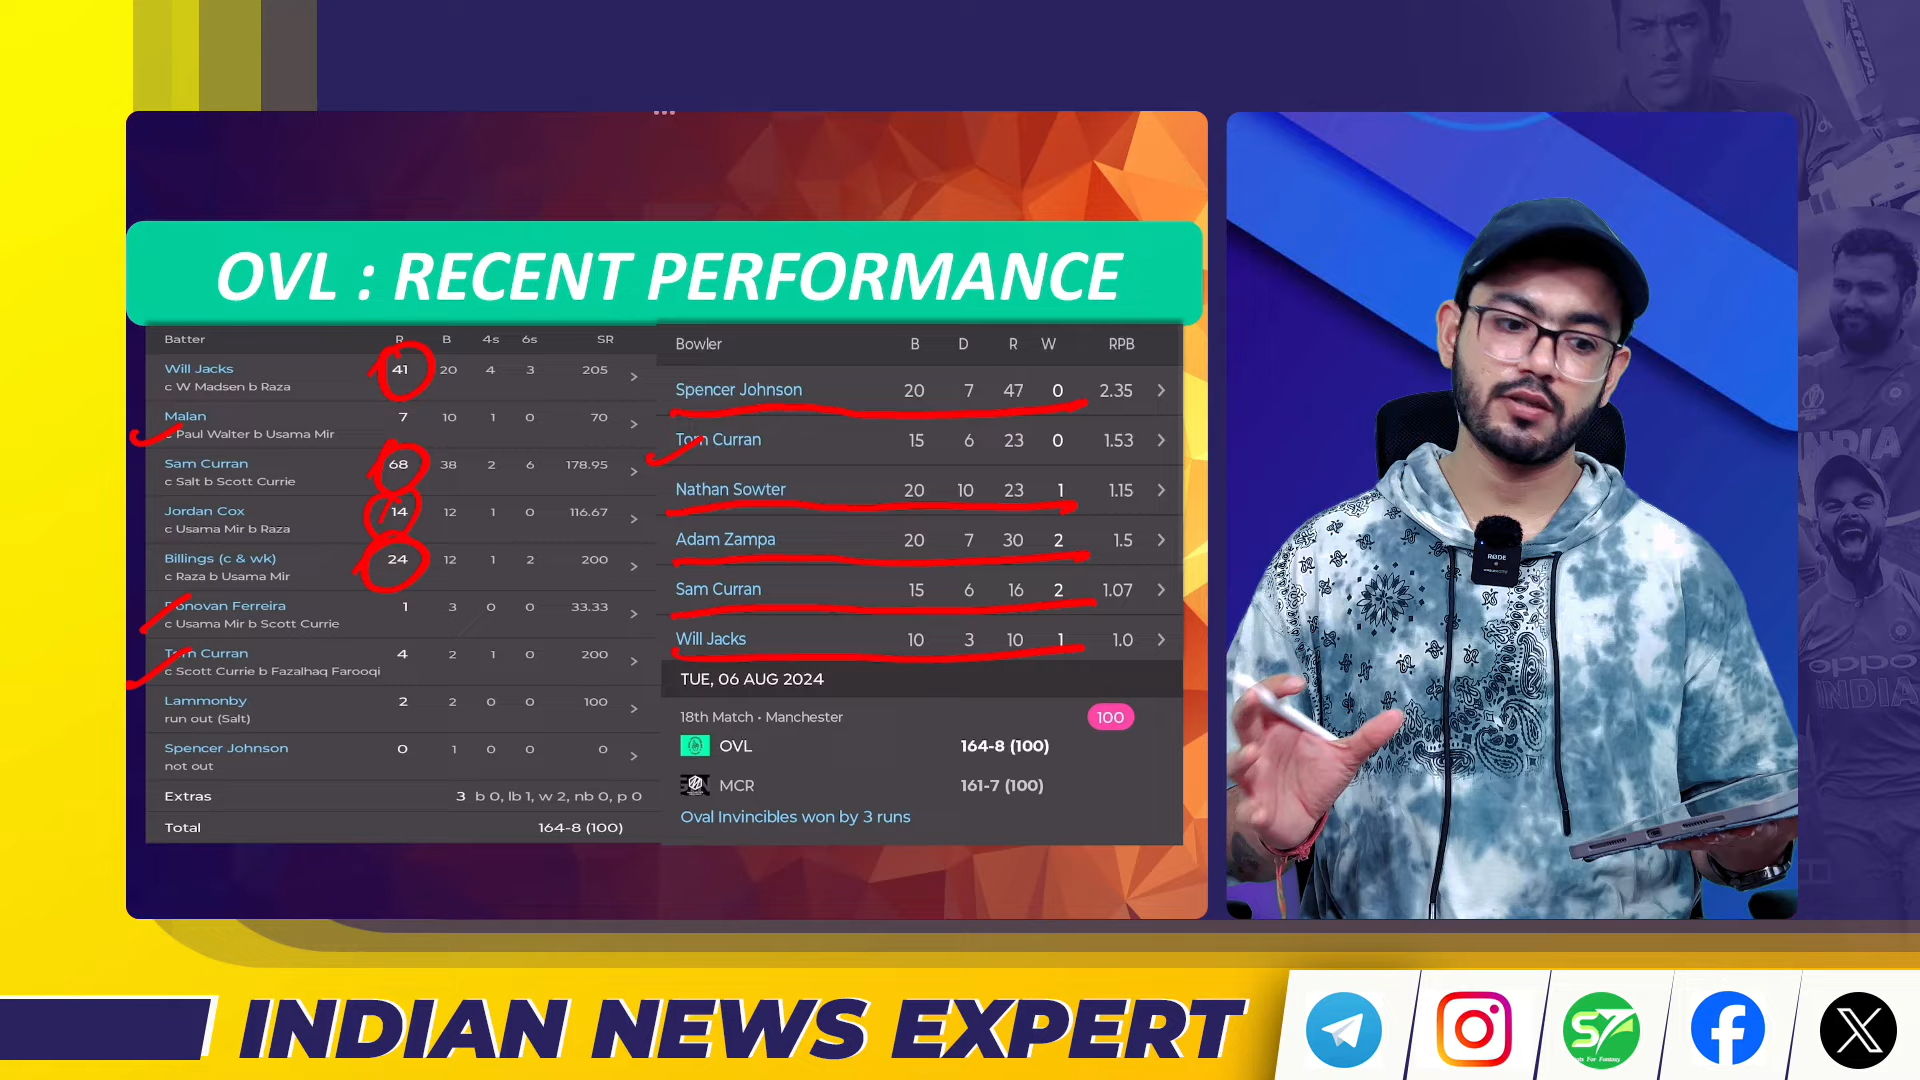 OVL : RECENT PERFORMANCE
Batter R B 4s 6s SR
Will Jacks 41 20 4 3 205
c W Madsen b Raza
Malan 7 10 1 0 70
c Paul Walter b Usama Mir
Sam Curran 68 38 2 6 178.95
c Salt b Scott Currie
Jordan Cox 14 12 1 0 116.67
c Usama Mir b Raza
Billings (c & wk) 24 12 1 2 200
c Raza b Usama Mir
Donovan Ferreira 1 3 0 0 33.33
c Usama Mir b Scott Currie
Tom Curran 4 2 1 0 200
c Scott Currie b Fazalhaq Farooqi
Lammonby 2 2 0 0 100
run out (Salt)
Spencer Johnson 0 1 0 0 0
not out
Extras 3 b 0, lb 1, w 2, nb 0, p 0
Total 164-8 (100)
Bowler B D R W RPB
Spencer Johnson 20 7 47 0 2.35
Tom Curran 15 6 23 0 1.53
Nathan Sowter 20 10 23 1 1.15
Adam Zampa 20 7 30 2 1.5
Sam Curran 15 6 16 2 1.07
Will Jacks 10 3 10 1 1.0
TUE, 06 AUG 2024
18th Match • Manchester 100
OVL 164-8 (100)
MCR 161-7 (100)
Oval Invincibles won by 3 runs
RØDE
INDIA
oppo
INDIA
INDIAN NEWS EXPERT
S7